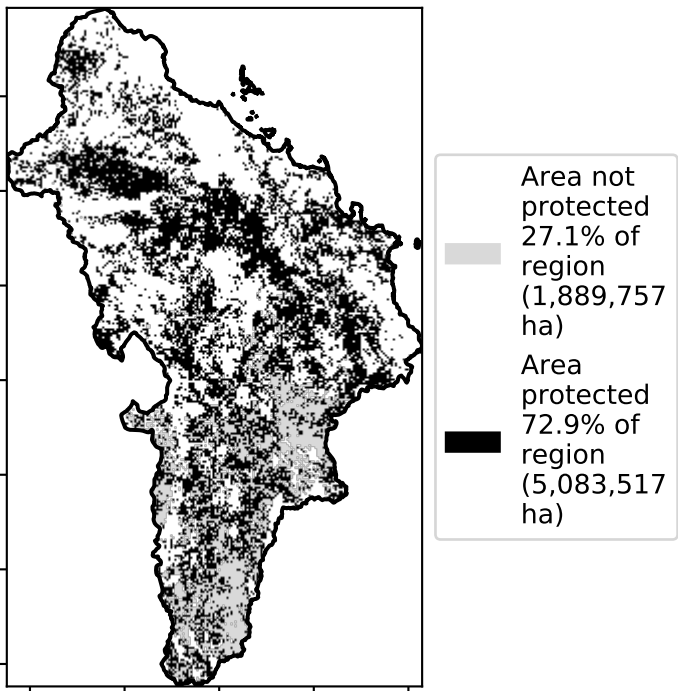 Area not
protected
27.1% of
region
(1,889,757
ha)
Area
protected
72.9% of
region
(5,083,517
ha)